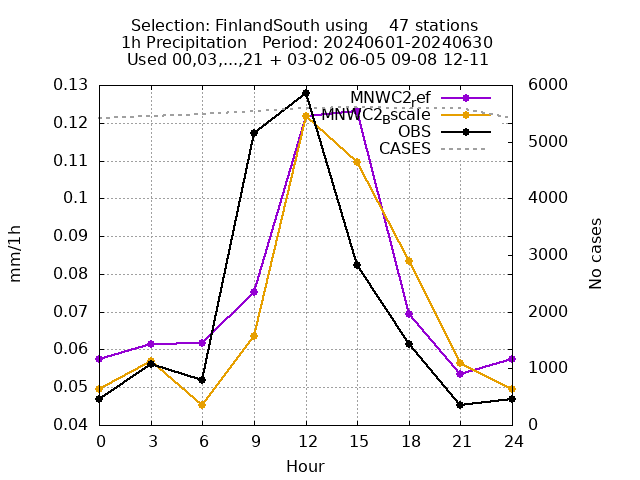 Selection: FinlandSouth using    47 stations
1h Precipitation   Period: 20240601-20240630
Used 00,03,...,21 + 03-02 06-05 09-08 12-11
0.13
0.12
0.11
0.1
0.09
0.08
0.07
0.06
0.05
0.04
mm/1h
MNWC2ref
MNWC2Bscale
OBS
CASES
6000
5000
4000
3000
2000
1000
0
No cases
0 3 6 9 12 15 18 21 24
Hour